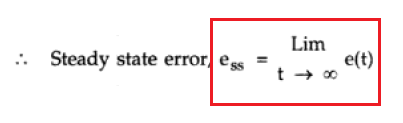 ∴ Steady state error, e_ss = Lim t → ∞ e(t)